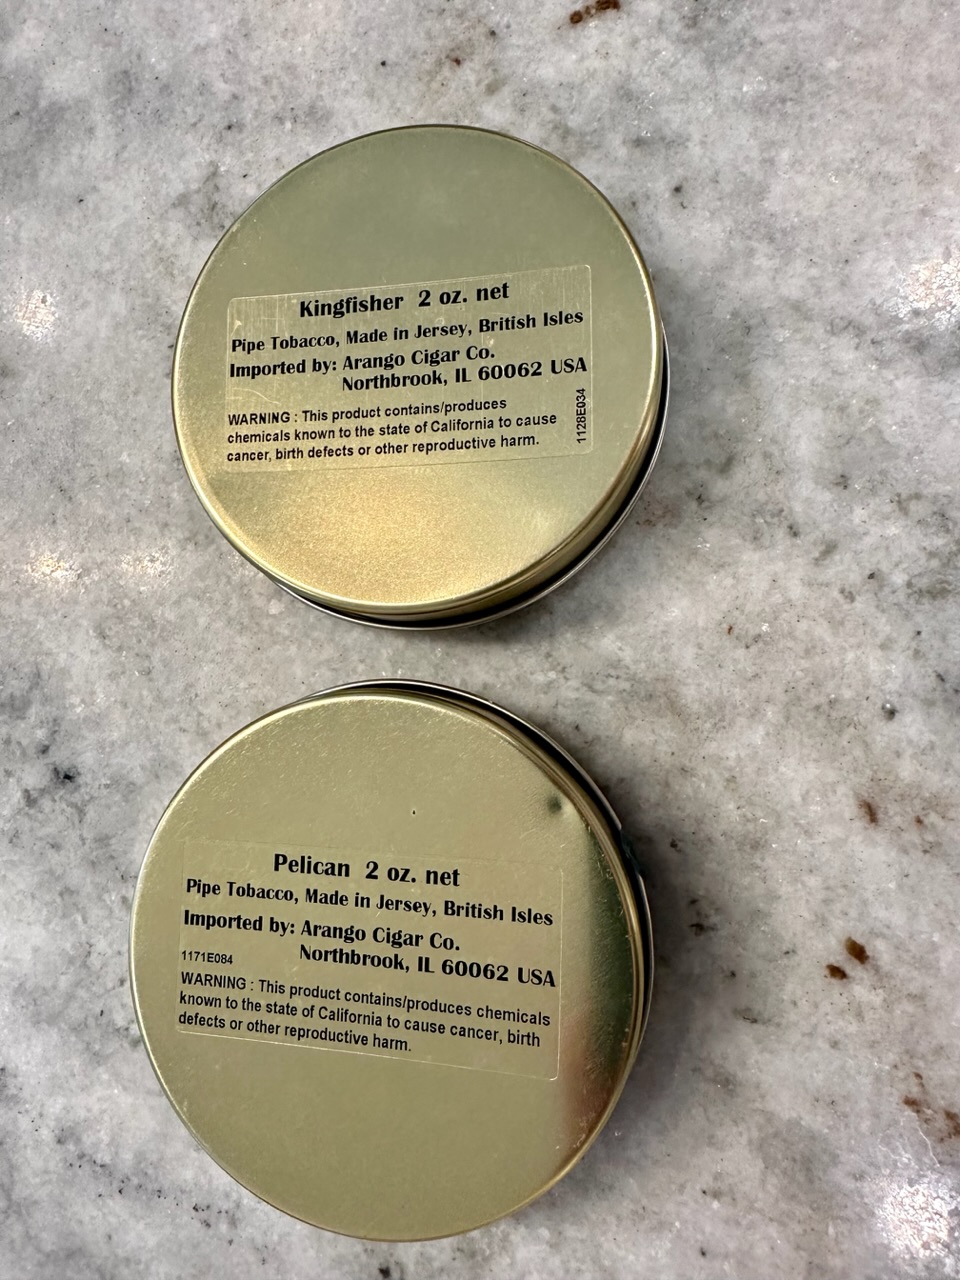 Kingfisher 2 oz. net
Pipe Tobacco, Made in Jersey, British Isles
Imported by: Arango Cigar Co.
Northbrook, IL 60062 USA
WARNING : This product contains/produces
chemicals known to the state of California to cause
cancer, birth defects or other reproductive harm.
1128E034
Pelican 2 oz. net
Pipe Tobacco, Made in Jersey, British Isles
Imported by: Arango Cigar Co.
Northbrook, IL 60062 USA
1171E084
WARNING : This product contains/produces chemicals
known to the state of California to cause cancer, birth
defects or other reproductive harm.